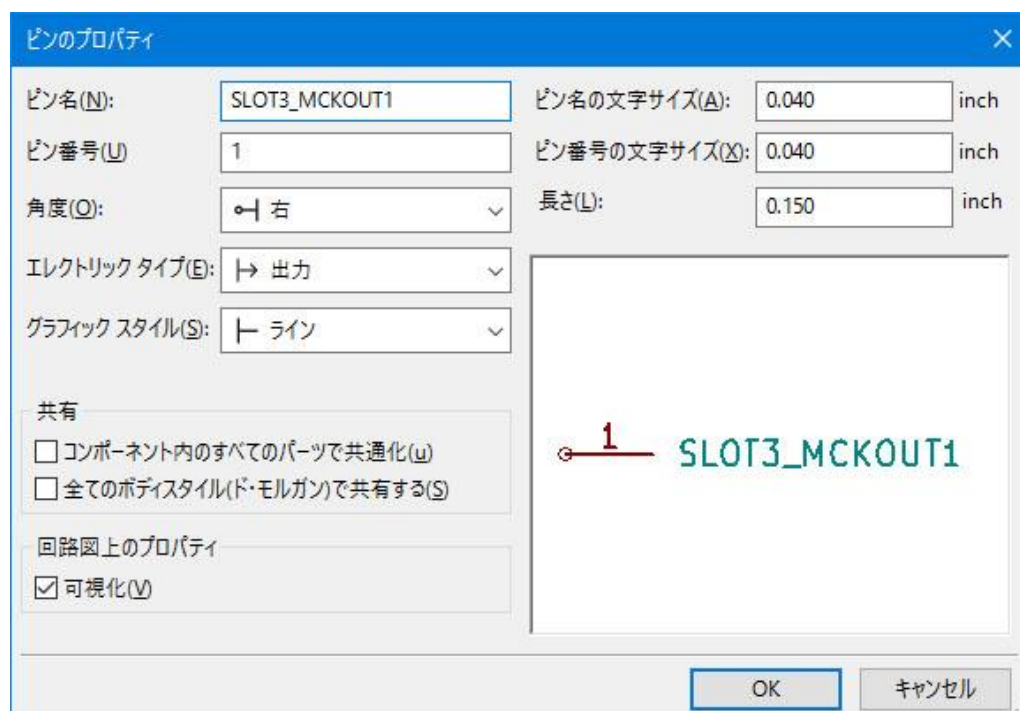 ピンのプロパティ
ピン名(N): SLOT3_MCKOUT1
ピン番号(U) 1
角度(O): 右
エレクトリック タイプ(E): 出力
グラフィック スタイル(S): ライン
ピン名の文字サイズ(A): 0.040 inch
ピン番号の文字サイズ(X): 0.040 inch
長さ(L): 0.150 inch
共有
コンポーネント内のすべてのパーツで共通化(u)
全てのボディスタイル(ド・モルガン)で共有する(S)
回路図上のプロパティ
可視化(V)
1
SLOT3_MCKOUT1
OK キャンセル